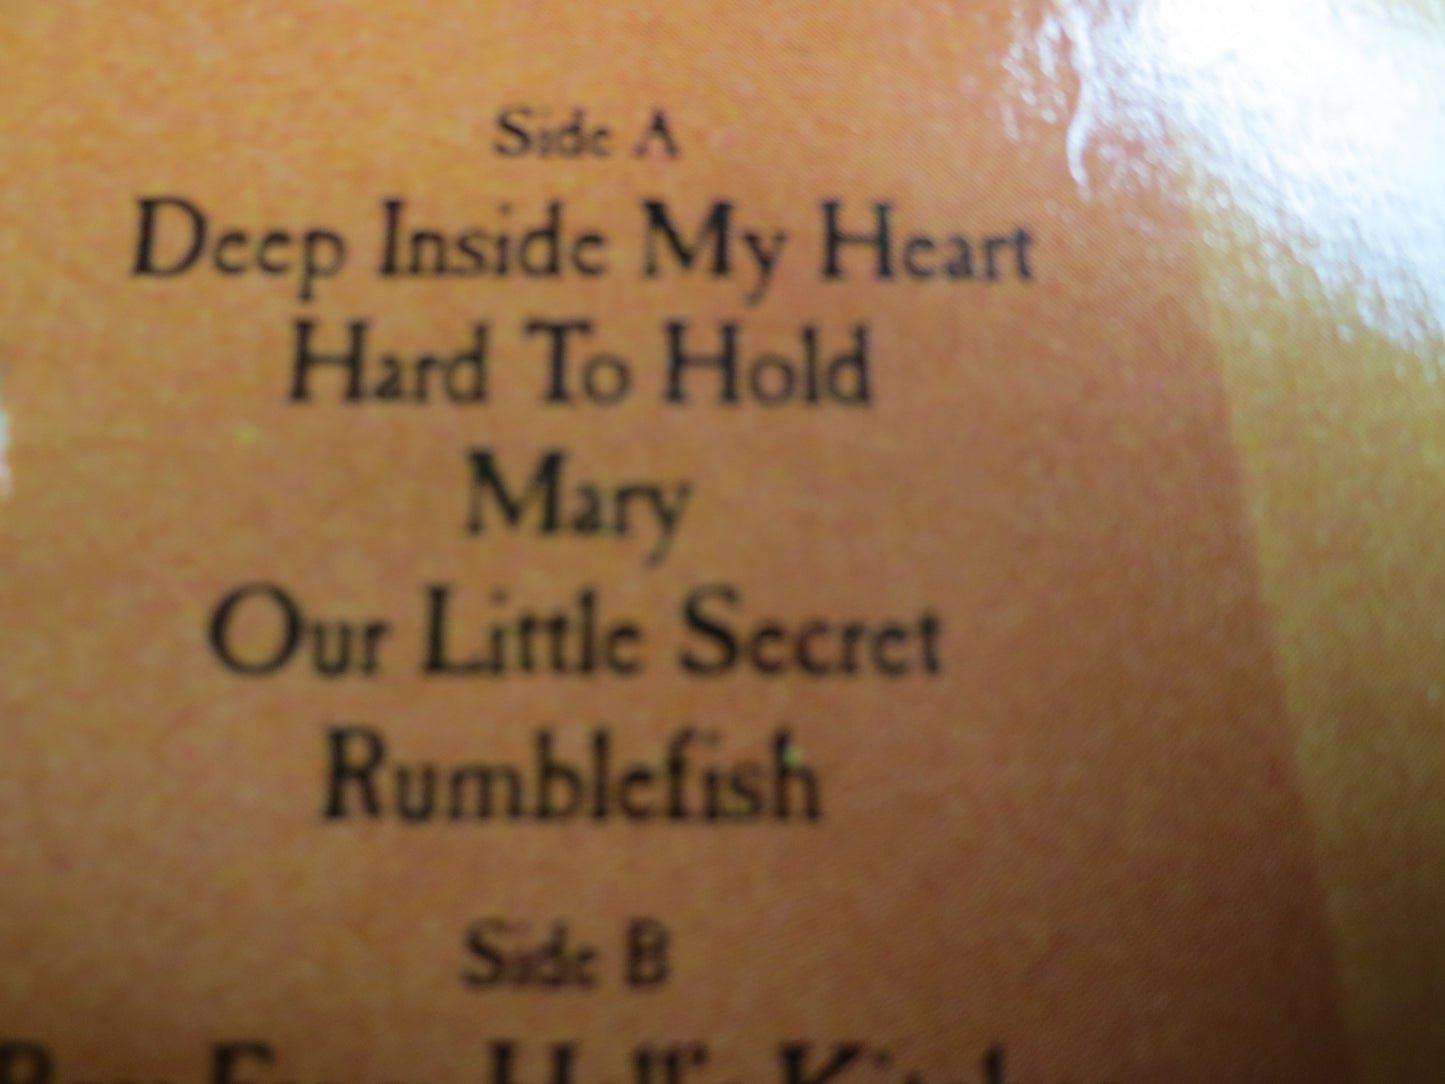 Side A
Deep Inside My Heart
Hard To Hold
Mary
Our Little Secret
Rumblefish
Side B